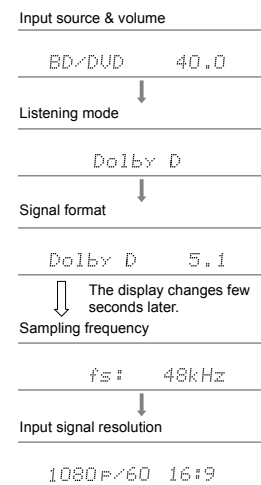 Input source & volume
BD/DVD 40.0
Listening mode
Dolby D
Signal format
Dolby D 5.1
The display changes few
seconds later.
Sampling frequency
fs: 48kHz
Input signal resolution
1080p/60 16:9